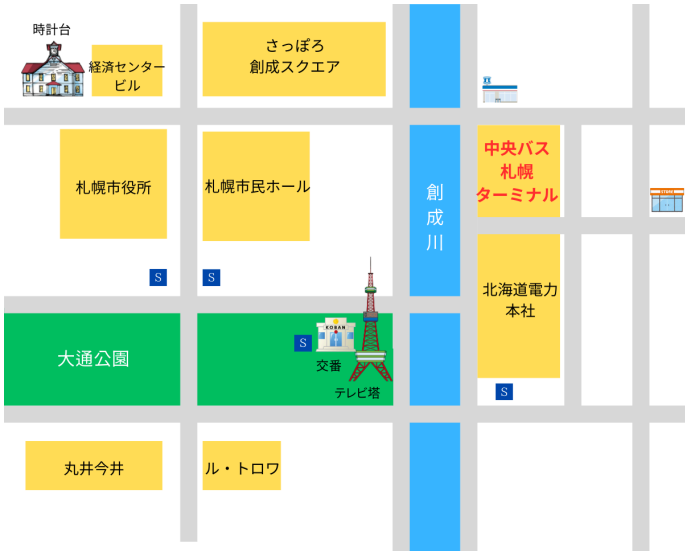 時計台
経済センター
ビル
さっぽろ
創成スクエア
中央バス
札幌
ターミナル
札幌市役所
札幌市民ホール
創
成
川
北海道電力
本社
S
S
S
KOBAN
交番
テレビ塔
大通公園
S
丸井今井
ル・トロワ